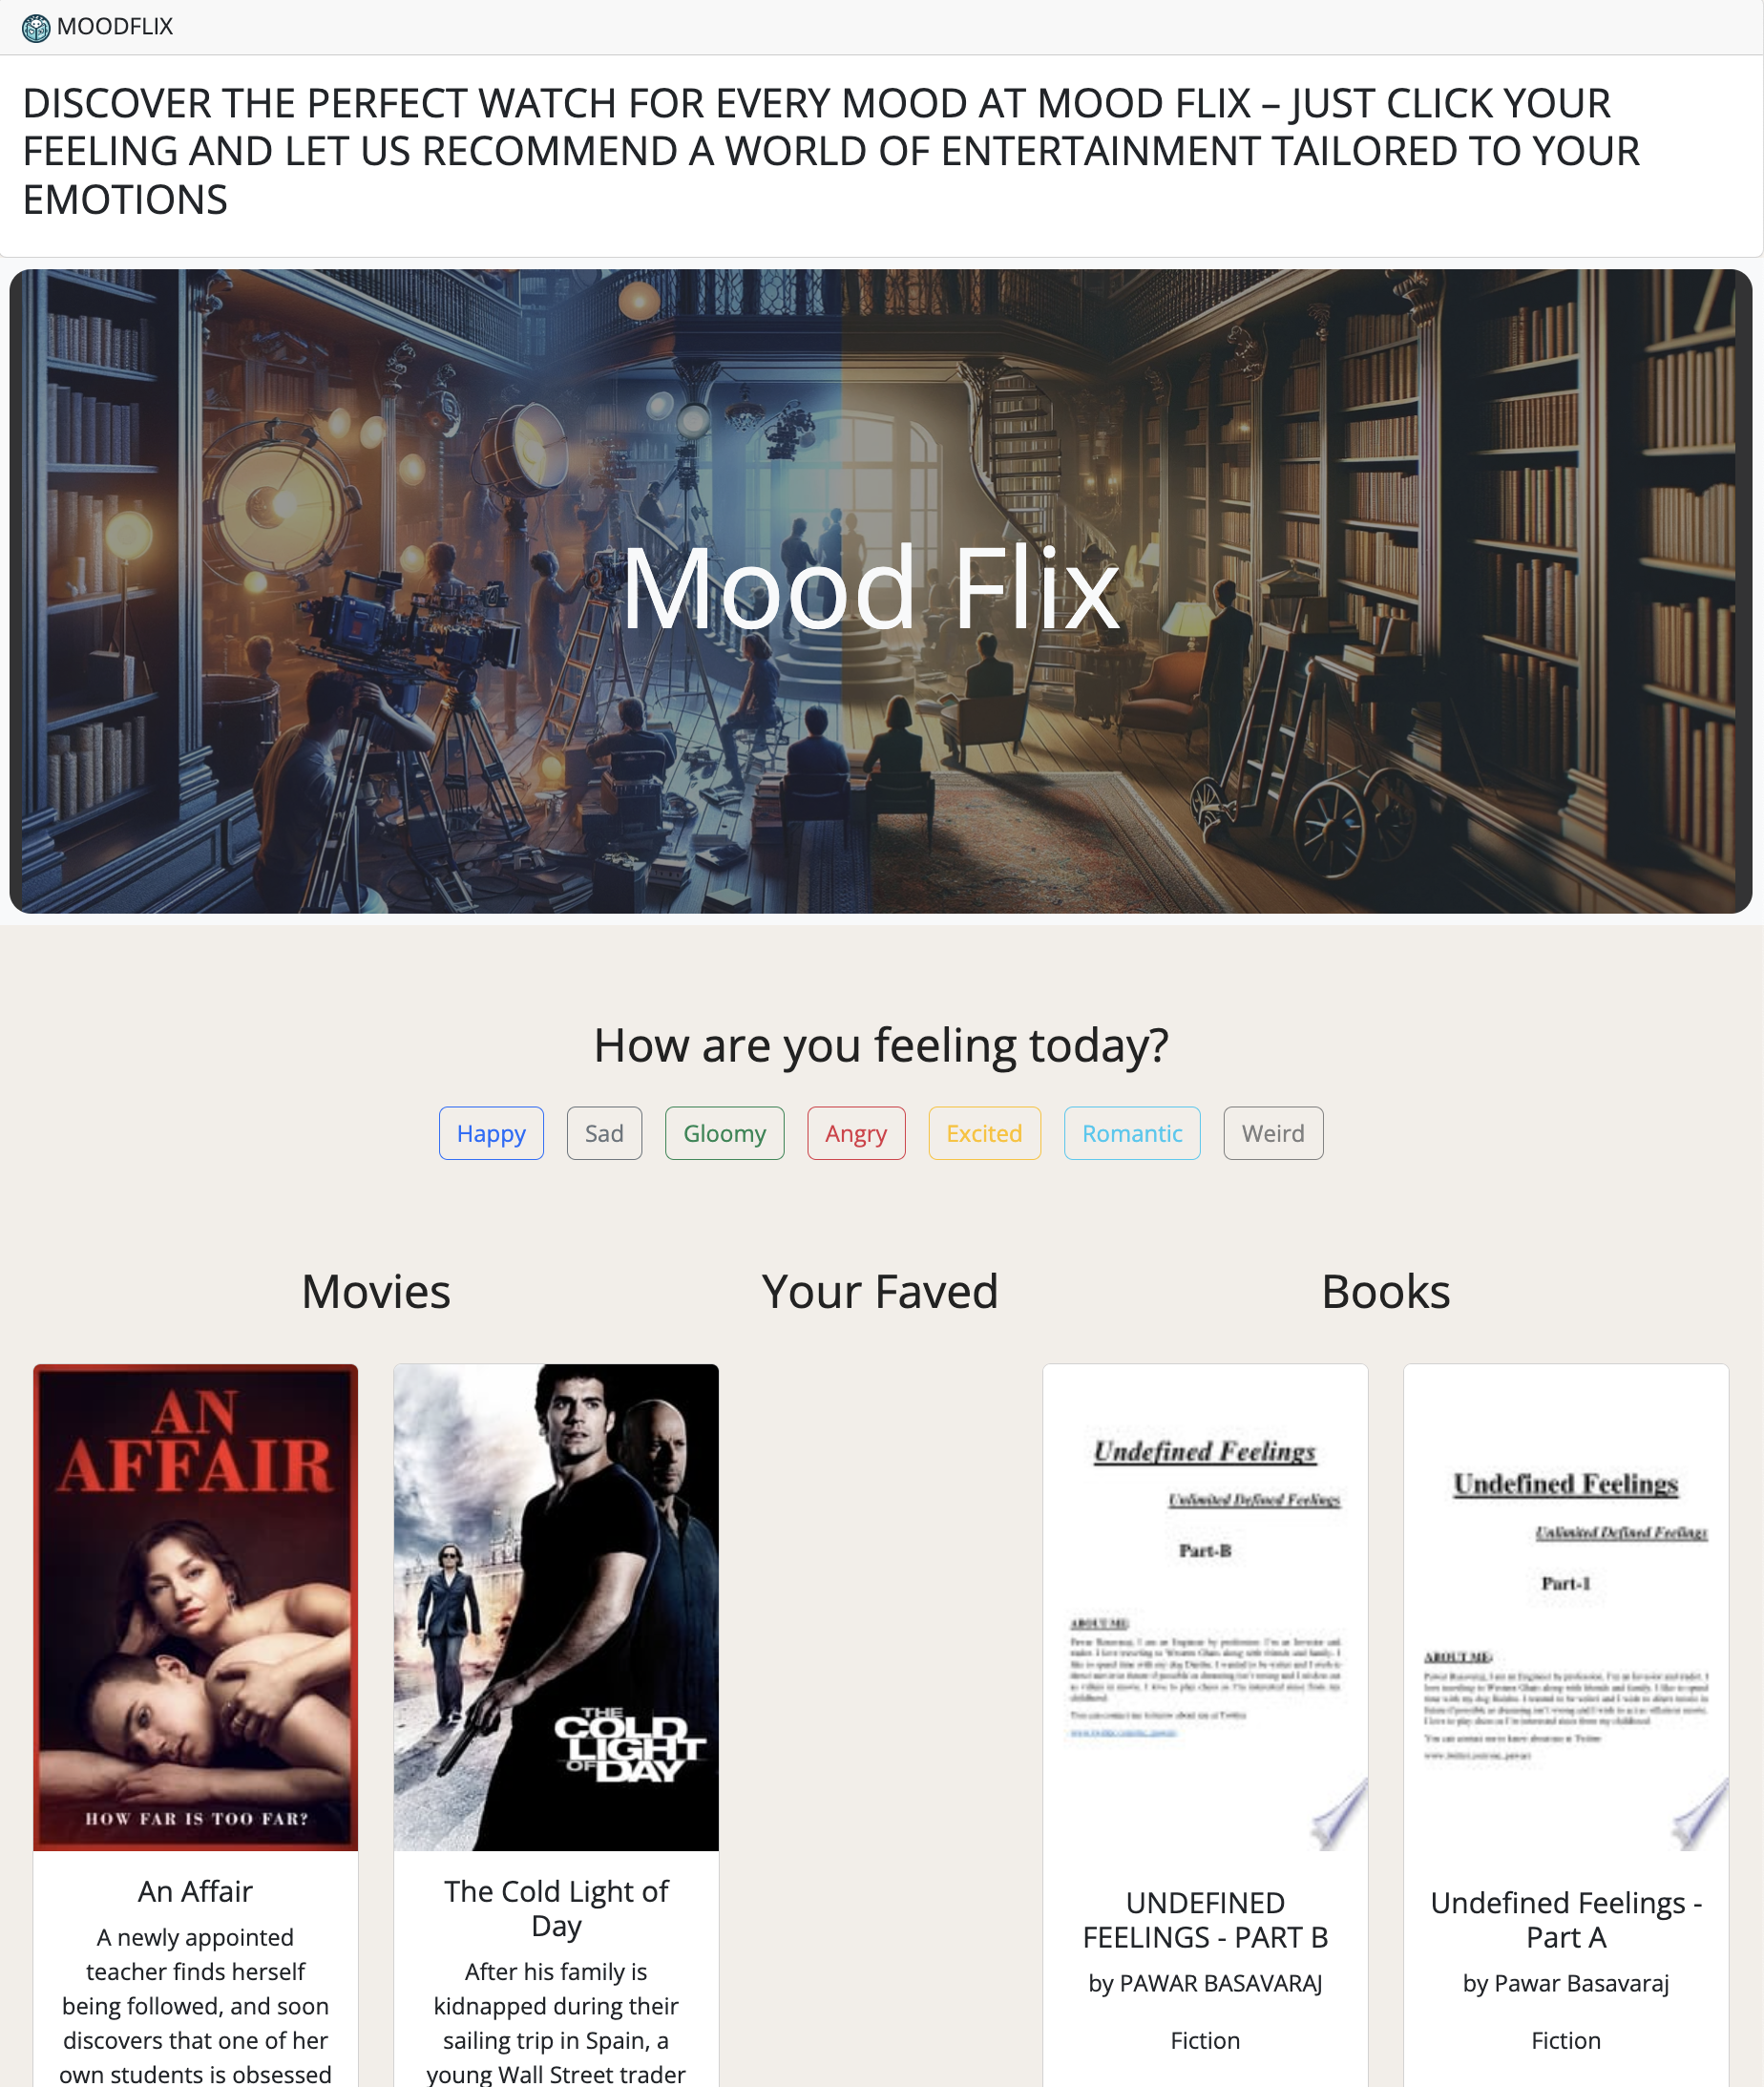 MOODFLIX
DISCOVER THE PERFECT WATCH FOR EVERY MOOD AT MOOD FLIX – JUST CLICK YOUR
FEELING AND LET US RECOMMEND A WORLD OF ENTERTAINMENT TAILORED TO YOUR
EMOTIONS
Mood Flix
How are you feeling today?
Happy
Sad
Gloomy
Angry
Excited
Romantic
Weird
Movies
Your Faved
Books
AN
AFFAIR
HOW FAR IS TOO FAR?
An Affair
A newly appointed
teacher finds herself
being followed, and soon
discovers that one of her
own students is obsessed
THE
COLD
LIGHT
OF DAY
The Cold Light of
Day
After his family is
kidnapped during their
sailing trip in Spain, a
young Wall Street trader
Undefined Feelings
Unlimited Defined Feelings
Part-B
ABOUT ME:
UNDEFINED
FEELINGS - PART B
by PAWAR BASAVARAJ
Fiction
Undefined Feelings
Unlimited Defined Feelings
Part-1
ABOUT ME:
Undefined Feelings -
Part A
by Pawar Basavaraj
Fiction